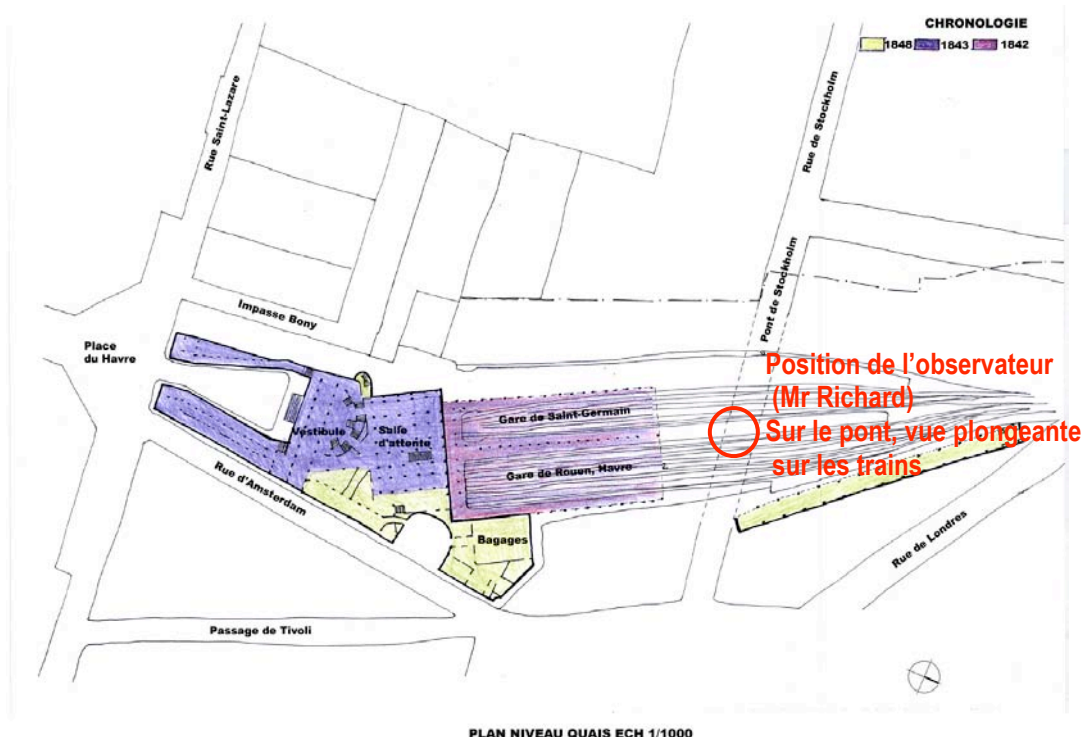 CHRONOLOGIE
1848 1843 1842
Rue Saint-Lazare
Rue de Stockholm
Impasse Bony
Pont de Stockholm
Place
du Havre
Position de l'observateur
(Mr Richard)
Sur le pont, vue plongeante
sur les trains
Gare de Saint-Germain
Vestibule
Salle
d'attente
Gare de Rouen, Havre
Rue d'Amsterdam
Bagages
Rue de Londres
Passage de Tivoli
PLAN NIVEAU QUAIS ECH 1/1000